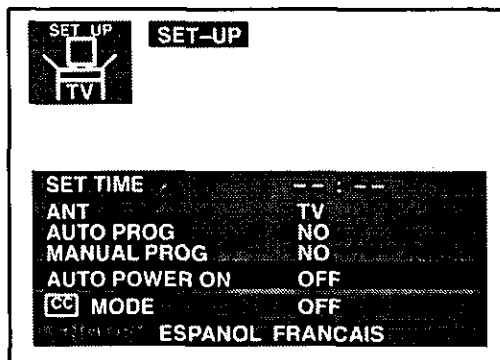 SET UP
TV
SET–UP
SET TIME – – : – –
ANT TV
AUTO PROG NO
MANUAL PROG NO
AUTO POWER ON OFF
CC MODE OFF
ESPANOL FRANCAIS